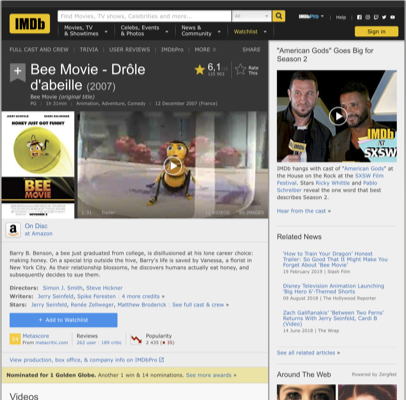 IMDb
Find Movies, TV shows, Celebrities and more...
All
IMDbPro
Help
Movies, TV & Showtimes
Celebs, Events & Photos
News & Community
Watchlist
Sign in
FULL CAST AND CREW | TRIVIA | USER REVIEWS | IMDbPro | MORE
SHARE
Bee Movie - Drôle d'abeille (2007)
Bee Movie (original title)
PG | 1h 31min | Animation, Adventure, Comedy | 12 December 2007 (France)
6,1
Rate This
HONEY JUST GOT FUNNY
BEE MOVIE
On Disc
at Amazon
Barry B. Benson, a bee just graduated from college, is disillusioned at his lone career choice:
making honey. On a special trip outside the hive, Barry's life is saved by Vanessa, a florist in
New York City. As their relationship blossoms, he discovers humans actually eat honey, and
subsequently decides to sue them.
Directors: Simon J. Smith, Steve Hickner
Writers: Jerry Seinfeld, Spike Feresten | 4 more credits »
Stars: Jerry Seinfeld, Renée Zellweger, Matthew Broderick | See full cast & crew »
+ Add to Watchlist
Metascore
From metacritic.com
Reviews
262 user | 189 critic
Popularity
2 435
View production, box office, & company info on IMDbPro
Nominated for 1 Golden Globe. Another 1 win & 14 nominations. See more awards »
Videos
"American Gods" Goes Big for
Season 2
IMDb
at SXSW
IMDb hangs with cast of "American Gods" at
the House on the Rock at the SXSW Film
Festival. Stars Ricky Whittle and Pablo
Schreiber reveal the one word that best
describes Season 2.
Hear from the cast »
Related News
'How to Train Your Dragon' Honest
Trailer: So Good That It Might Make You
Forget About 'Bee Movie'
19 February 2019 | Slash Film
Disney Television Animation Launching
'Big Hero 6'-Themed Shorts
09 August 2018 | The Hollywood Reporter
Zach Galifianakis' 'Between Two Ferns'
Returns With Jerry Seinfeld, Cardi B
(Video)
14 June 2018 | The Wrap
See all related articles »
Around The Web
Powered by ZergNet